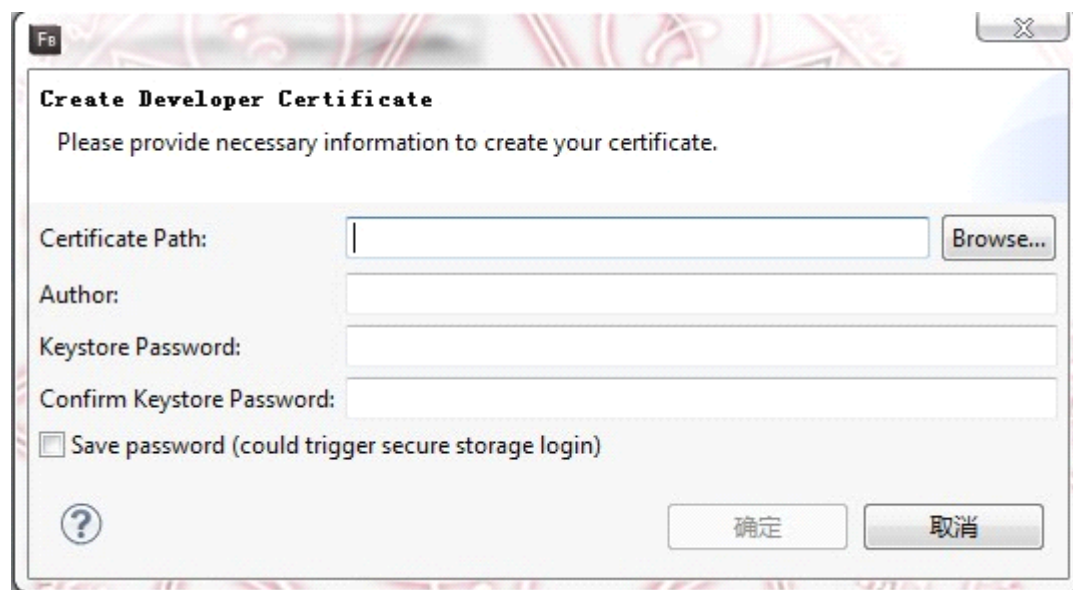 FB
Create Developer Certificate
Please provide necessary information to create your certificate.
Certificate Path:
Browse...
Author:
Keystore Password:
Confirm Keystore Password:
Save password (could trigger secure storage login)
?
确定
取消